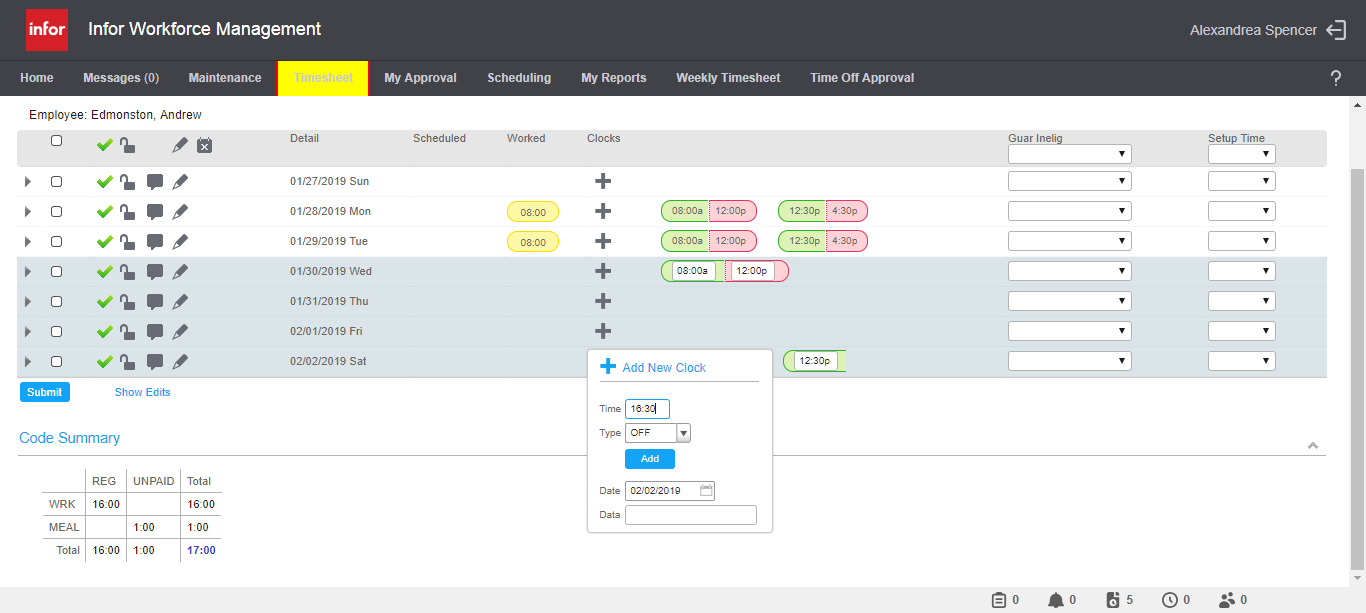 infor Infor Workforce Management Alexandrea Spencer
Home Messages (0) Maintenance Timesheet My Approval Scheduling My Reports Weekly Timesheet Time Off Approval ?
Employee: Edmonston, Andrew
Detail Scheduled Worked Clocks Guar Inelig Setup Time
01/27/2019 Sun
01/28/2019 Mon 08:00 08:00a 12:00p 12:30p 4:30p
01/29/2019 Tue 08:00 08:00a 12:00p 12:30p 4:30p
01/30/2019 Wed 08:00a 12:00p
01/31/2019 Thu
02/01/2019 Fri
02/02/2019 Sat 12:30p
Add New Clock
Time 16:30
Type OFF
Add
Date 02/02/2019
Data
Submit Show Edits
Code Summary
REG UNPAID Total
WRK 16:00 16:00
MEAL 1:00 1:00
Total 16:00 1:00 17:00
0 0 5 0 0